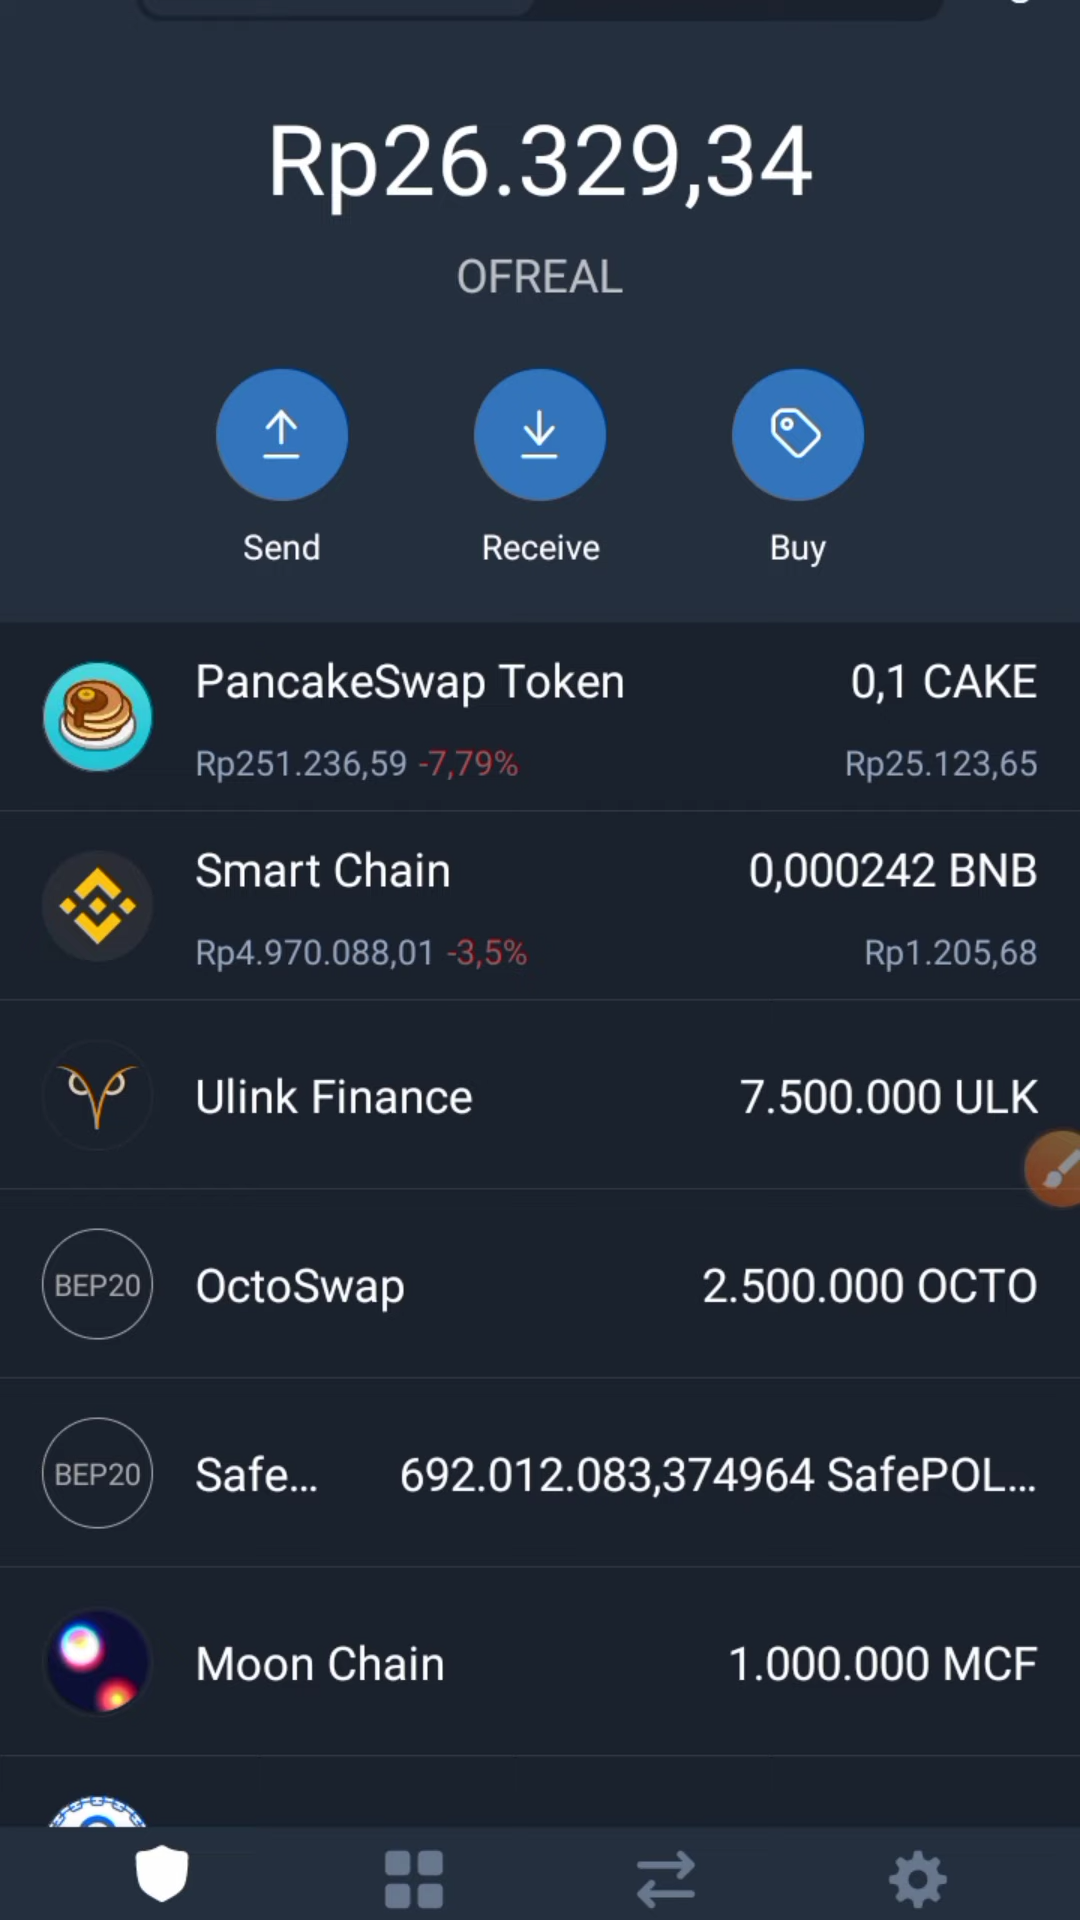 Rp26.329,34
OFREAL
Send Receive Buy
PancakeSwap Token 0,1 CAKE
Rp251.236,59 -7,79% Rp25.123,65
Smart Chain 0,000242 BNB
Rp4.970.088,01 -3,5% Rp1.205,68
Ulink Finance 7.500.000 ULK
BEP20 OctoSwap 2.500.000 OCTO
BEP20 Safe... 692.012.083,374964 SafePOL...
Moon Chain 1.000.000 MCF